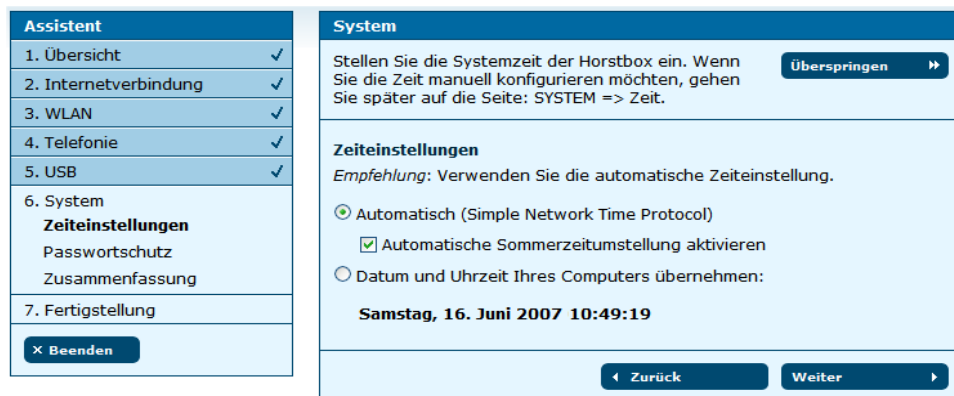 Assistent
1. Übersicht
2. Internetverbindung
3. WLAN
4. Telefonie
5. USB
6. System
Zeiteinstellungen
Passwortschutz
Zusammenfassung
7. Fertigstellung
× Beenden
System
Stellen Sie die Systemzeit der Horstbox ein. Wenn
Sie die Zeit manuell konfigurieren möchten, gehen
Sie später auf die Seite: SYSTEM => Zeit.
Überspringen
Zeiteinstellungen
Empfehlung: Verwenden Sie die automatische Zeiteinstellung.
Automatisch (Simple Network Time Protocol)
Automatische Sommerzeitumstellung aktivieren
Datum und Uhrzeit Ihres Computers übernehmen:
Samstag, 16. Juni 2007 10:49:19
Zurück
Weiter